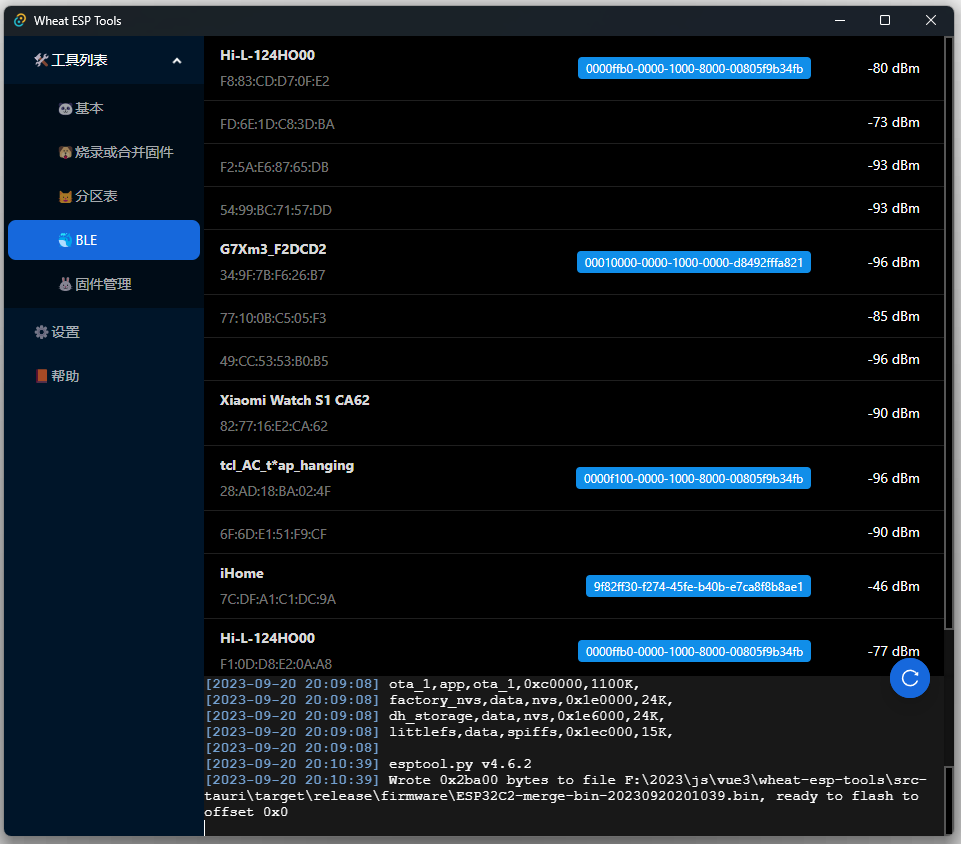 Wheat ESP Tools
🛠工具列表
🐼基本
🐶烧录或合并固件
🐱分区表
🐳BLE
🐰固件管理
⚙设置
📕帮助
Hi-L-124HO00
F8:83:CD:D7:0F:E2
0000ffb0-0000-1000-8000-00805f9b34fb
-80 dBm
FD:6E:1D:C8:3D:BA
-73 dBm
F2:5A:E6:87:65:DB
-93 dBm
54:99:BC:71:57:DD
-93 dBm
G7Xm3_F2DCD2
34:9F:7B:F6:26:B7
00010000-0000-1000-0000-d8492fffa821
-96 dBm
77:10:0B:C5:05:F3
-85 dBm
49:CC:53:53:B0:B5
-96 dBm
Xiaomi Watch S1 CA62
82:77:16:E2:CA:62
-90 dBm
tcl_AC_t*ap_hanging
28:AD:18:BA:02:4F
0000f100-0000-1000-8000-00805f9b34fb
-96 dBm
6F:6D:E1:51:F9:CF
-90 dBm
iHome
7C:DF:A1:C1:DC:9A
9f82ff30-f274-45fe-b40b-e7ca8f8b8ae1
-46 dBm
Hi-L-124HO00
F1:0D:D8:E2:0A:A8
0000ffb0-0000-1000-8000-00805f9b34fb
-77 dBm
[2023-09-20 20:09:08] ota_1,app,ota_1,0xc0000,1100K,
[2023-09-20 20:09:08] factory_nvs,data,nvs,0x1e0000,24K,
[2023-09-20 20:09:08] dh_storage,data,nvs,0x1e6000,24K,
[2023-09-20 20:09:08] littlefs,data,spiffs,0x1ec000,15K,
[2023-09-20 20:09:08]
[2023-09-20 20:10:39] esptool.py v4.6.2
[2023-09-20 20:10:39] Wrote 0x2ba00 bytes to file F:\2023\js\vue3\wheat-esp-tools\src-
tauri\target\release\firmware\ESP32C2-merge-bin-20230920201039.bin, ready to flash to
offset 0x0